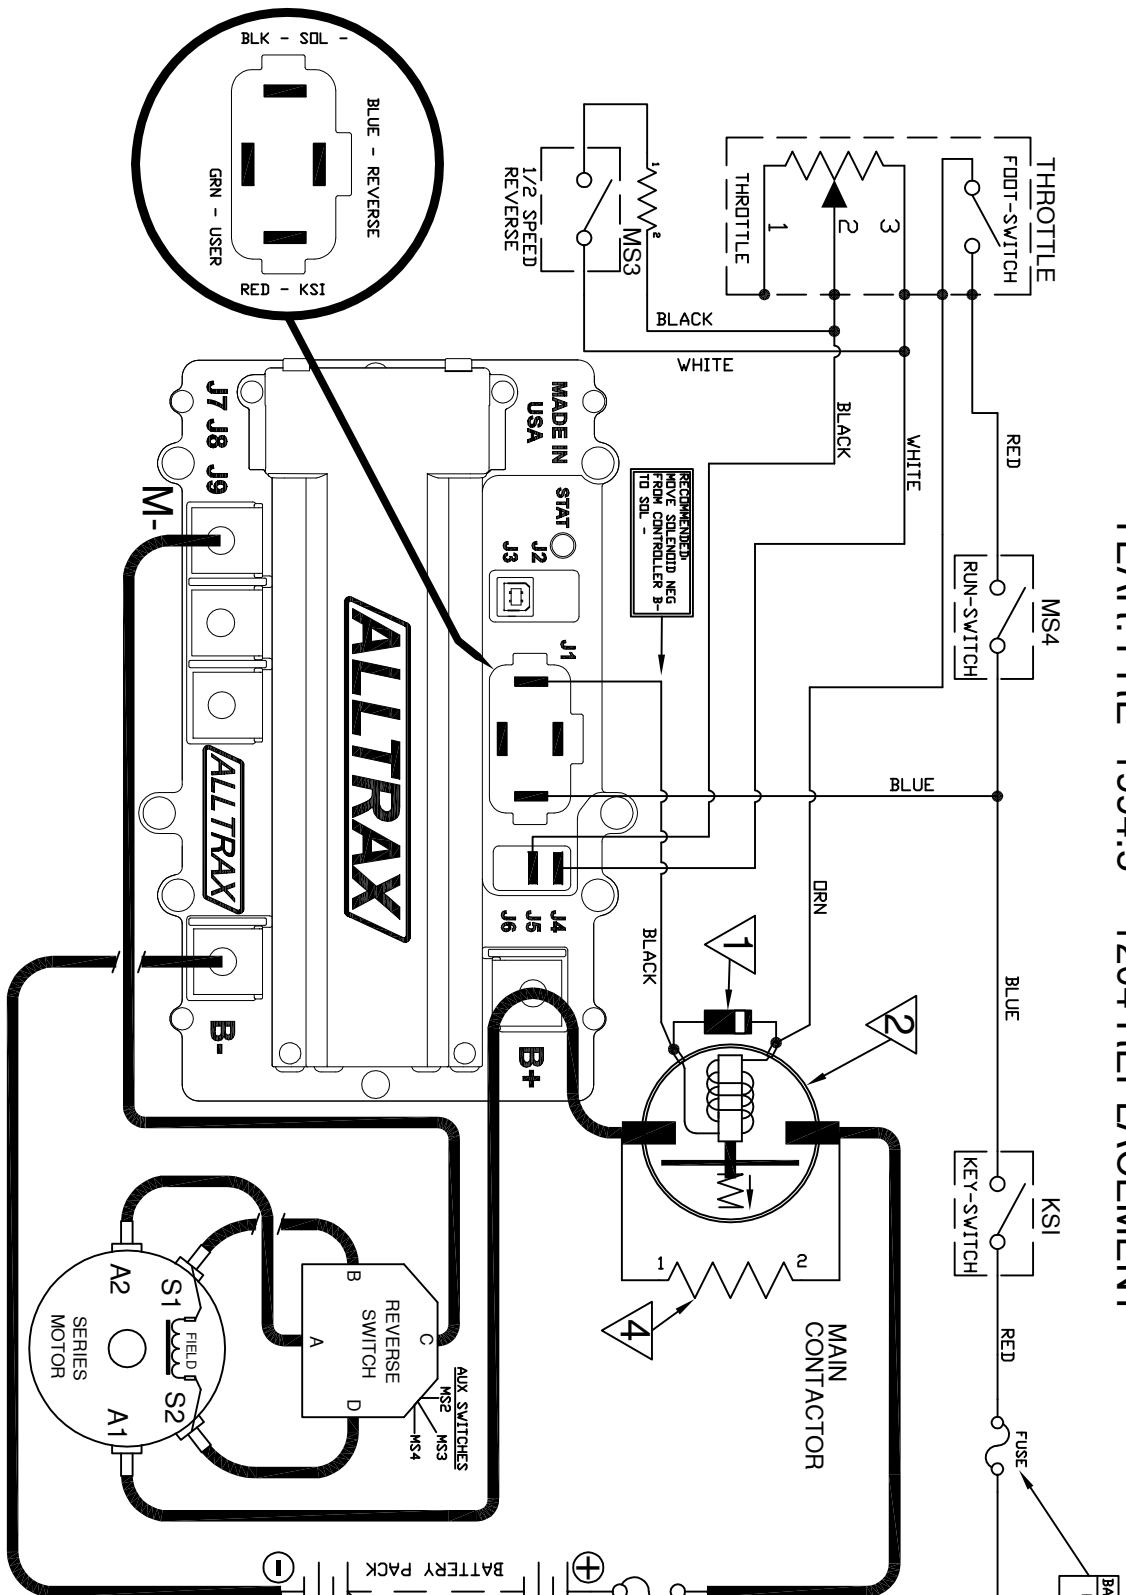 THROTTLE
FOOT-SWITCH
3
2
1
THROTTLE
MS3
1/2 SPEED
REVERSE
1
2
BLACK
WHITE
BLACK
WHITE
RED
MS4
RUN-SWITCH
BLUE
BLUE
KSI
KEY-SWITCH
RED
FUSE
BLK - SOL -
BLUE - REVERSE
GRN - USER
RED - KSI
RECOMMENDED
MOVE SOLENOID NEG
FROM CONTROLLER B-
TO SOL -
MADE IN
USA
STAT
J2
J3
J1
J4
J5
J6
J7 J8 J9
M-
ALLTRAX
ALLTRAX
B-
B+
BLACK
ORN
1
2
4
1
2
MAIN
CONTACTOR
REVERSE
SWITCH
A
B
C
D
AUX SWITCHES
MS2
MS3
MS4
A2
S1
FIELD
S2
A1
SERIES
MOTOR
BATTERY PACK
+
-